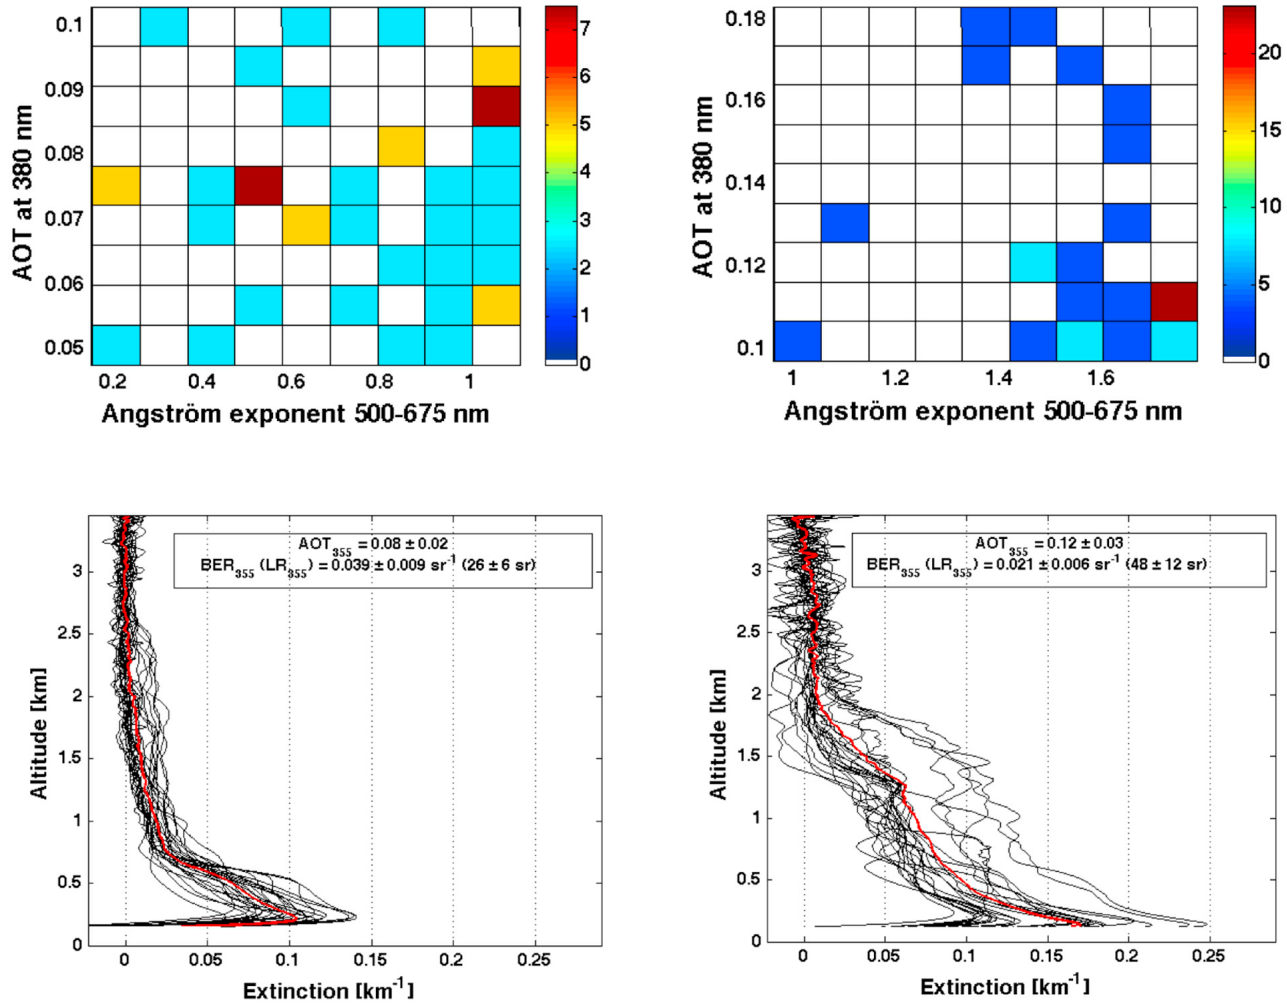 0.1
0.09
0.08
0.07
0.06
0.05
AOT at 380 nm
0.2 0.4 0.6 0.8 1
Angström exponent 500-675 nm
7
6
5
4
3
2
1
0
0.18
0.16
0.14
0.12
0.1
AOT at 380 nm
1 1.2 1.4 1.6
Angström exponent 500-675 nm
20
15
10
5
0
AOT355 = 0.08 ± 0.02
BER355 (LR355) = 0.039 ± 0.009 sr-1 (26 ± 6 sr)
3
2.5
2
1.5
1
0.5
0
Altitude [km]
0 0.05 0.1 0.15 0.2 0.25
Extinction [km-1]
AOT355 = 0.12 ± 0.03
BER355 (LR355) = 0.021 ± 0.006 sr-1 (48 ± 12 sr)
3
2.5
2
1.5
1
0.5
0
Altitude [km]
0 0.05 0.1 0.15 0.2 0.25
Extinction [km-1]